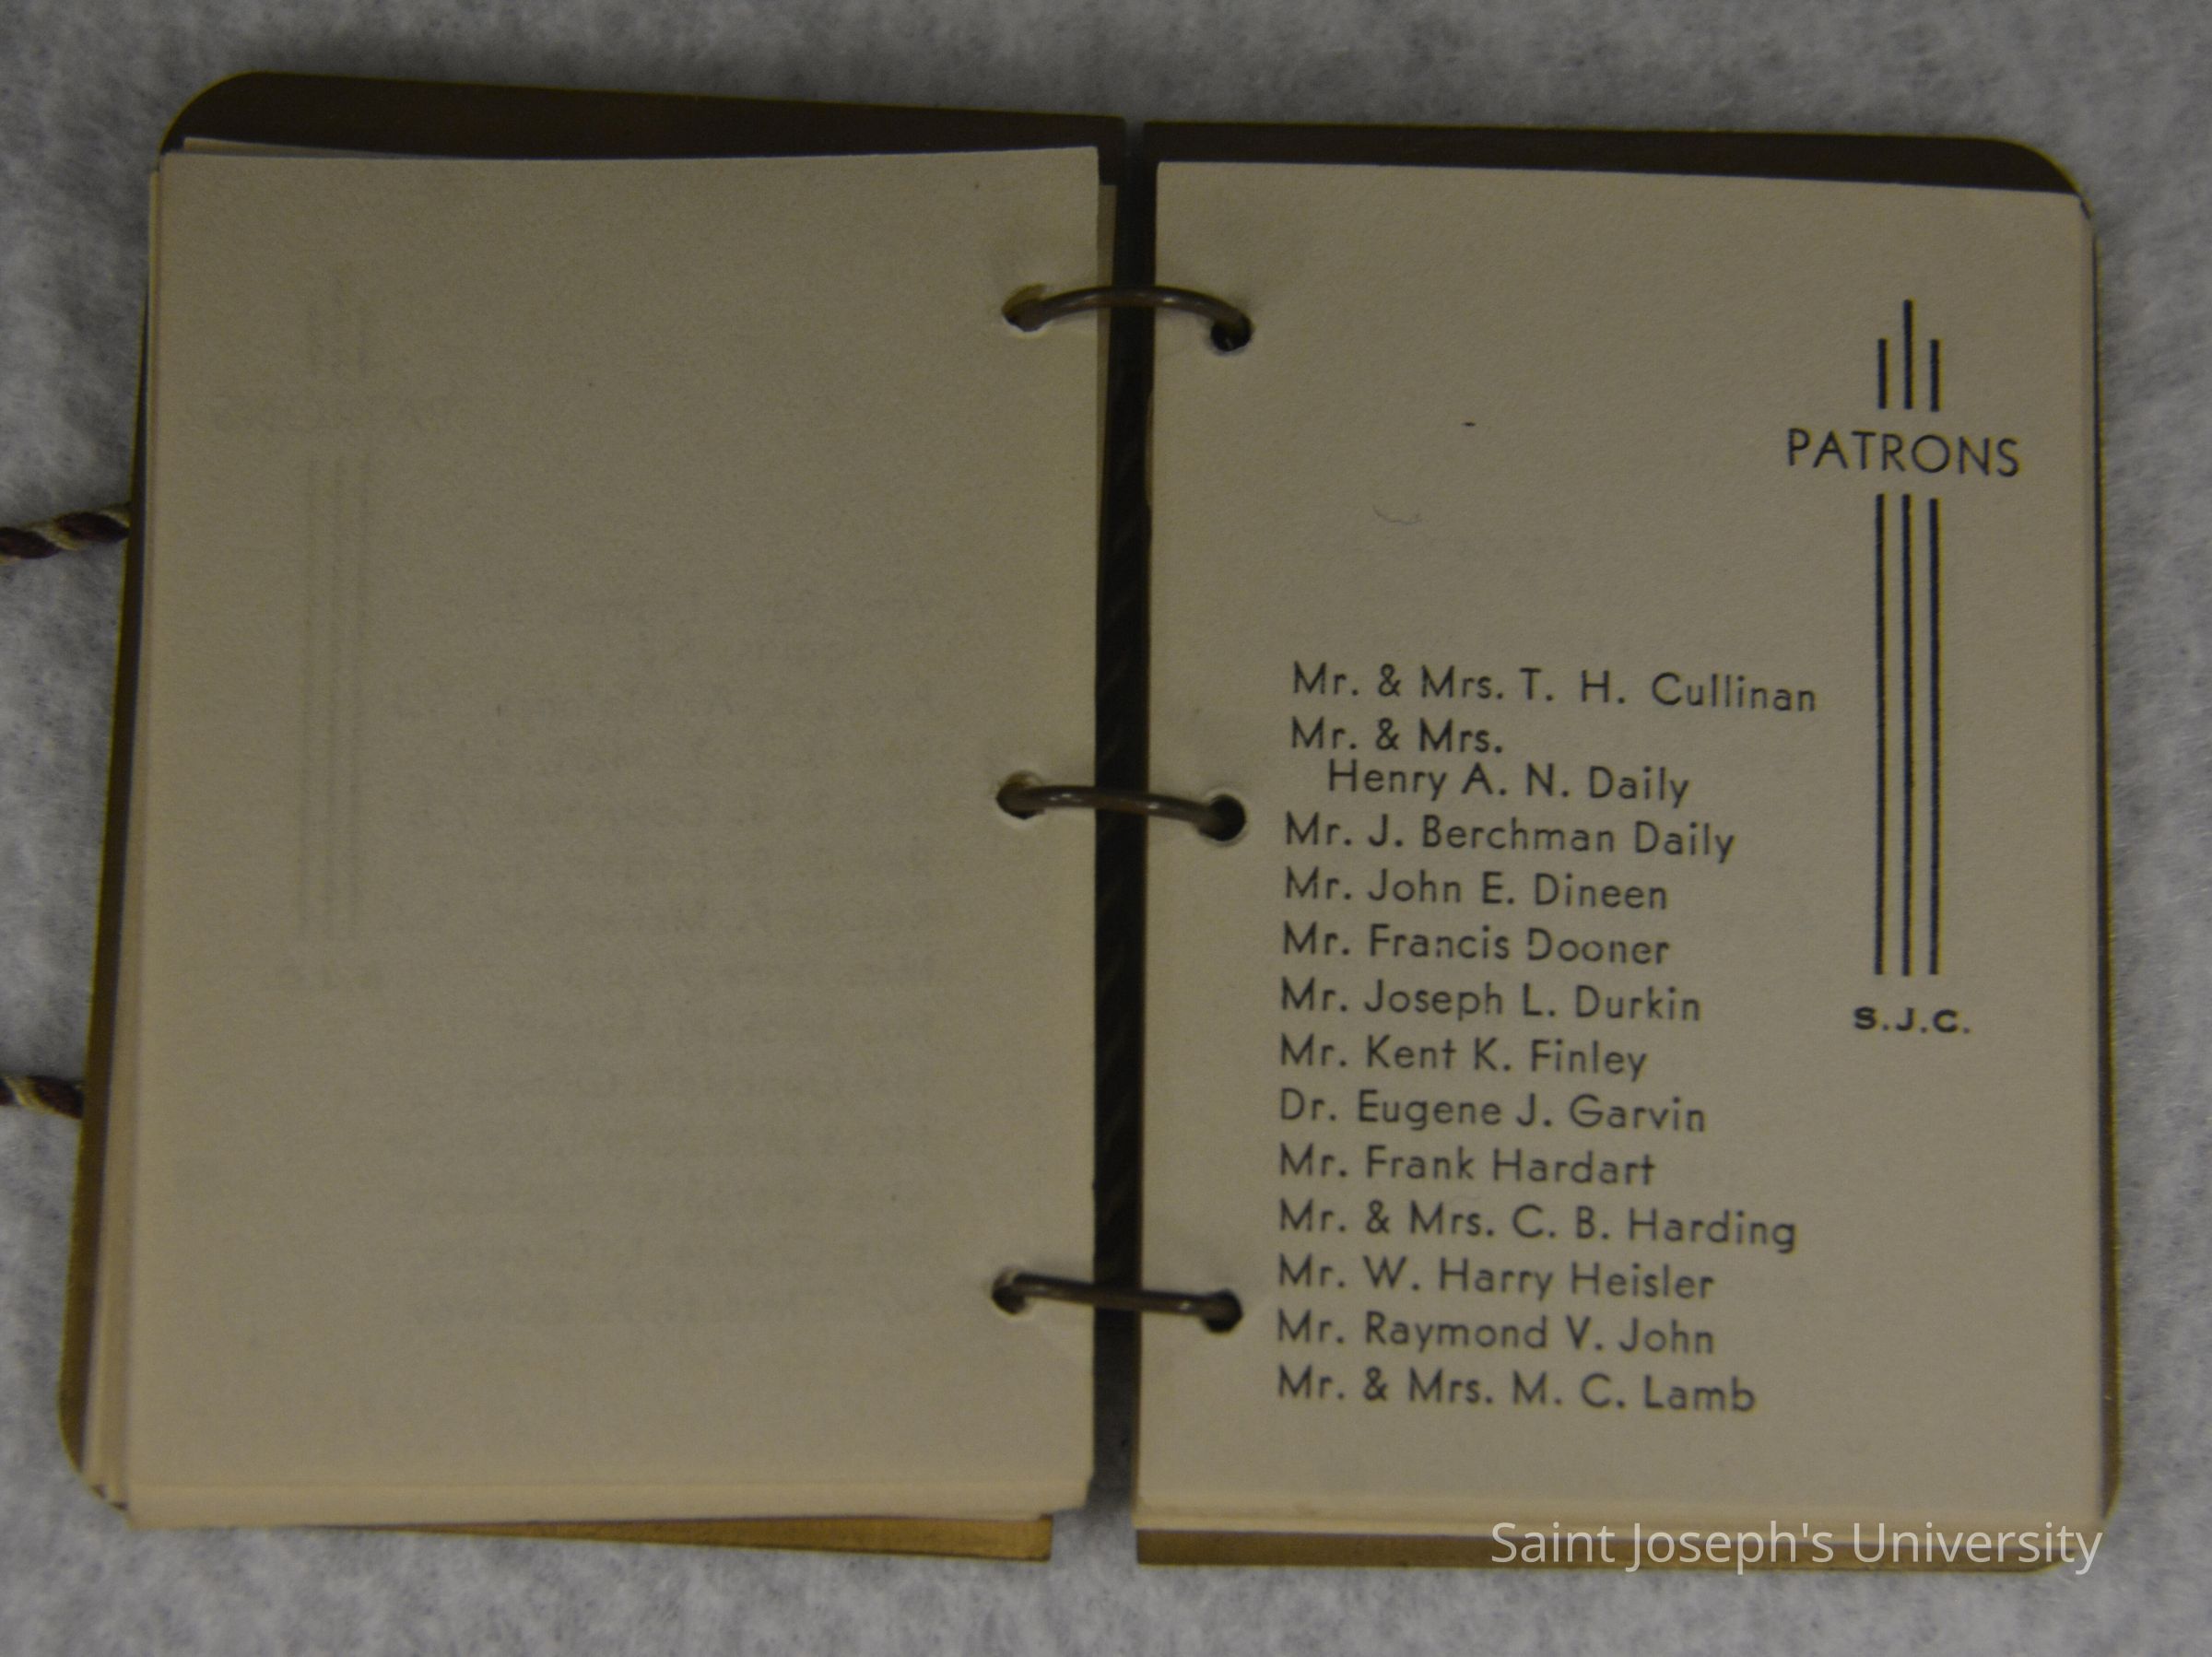 PATRONS
Mr. & Mrs. T. H. Cullinan
Mr. & Mrs.
Henry A. N. Daily
Mr. J. Berchman Daily
Mr. John E. Dineen
Mr. Francis Dooner
Mr. Joseph L. Durkin
Mr. Kent K. Finley
Dr. Eugene J. Garvin
Mr. Frank Hardart
Mr. & Mrs. C. B. Harding
Mr. W. Harry Heisler
Mr. Raymond V. John
Mr. & Mrs. M. C. Lamb
S.J.C.
Saint Joseph's University